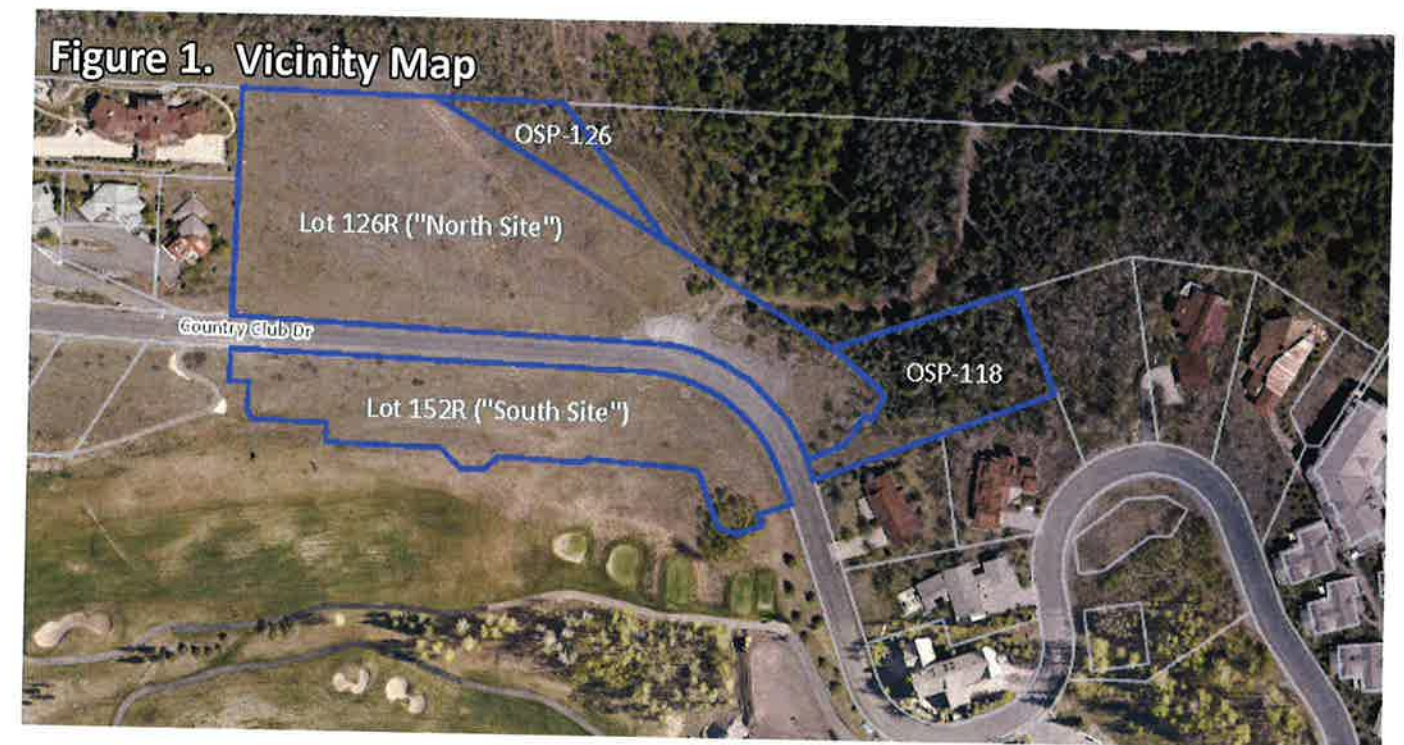 Figure 1. Vicinity Map
OSP-126
Lot 126R ("North Site")
Country Club Dr
OSP-118
Lot 152R ("South Site")